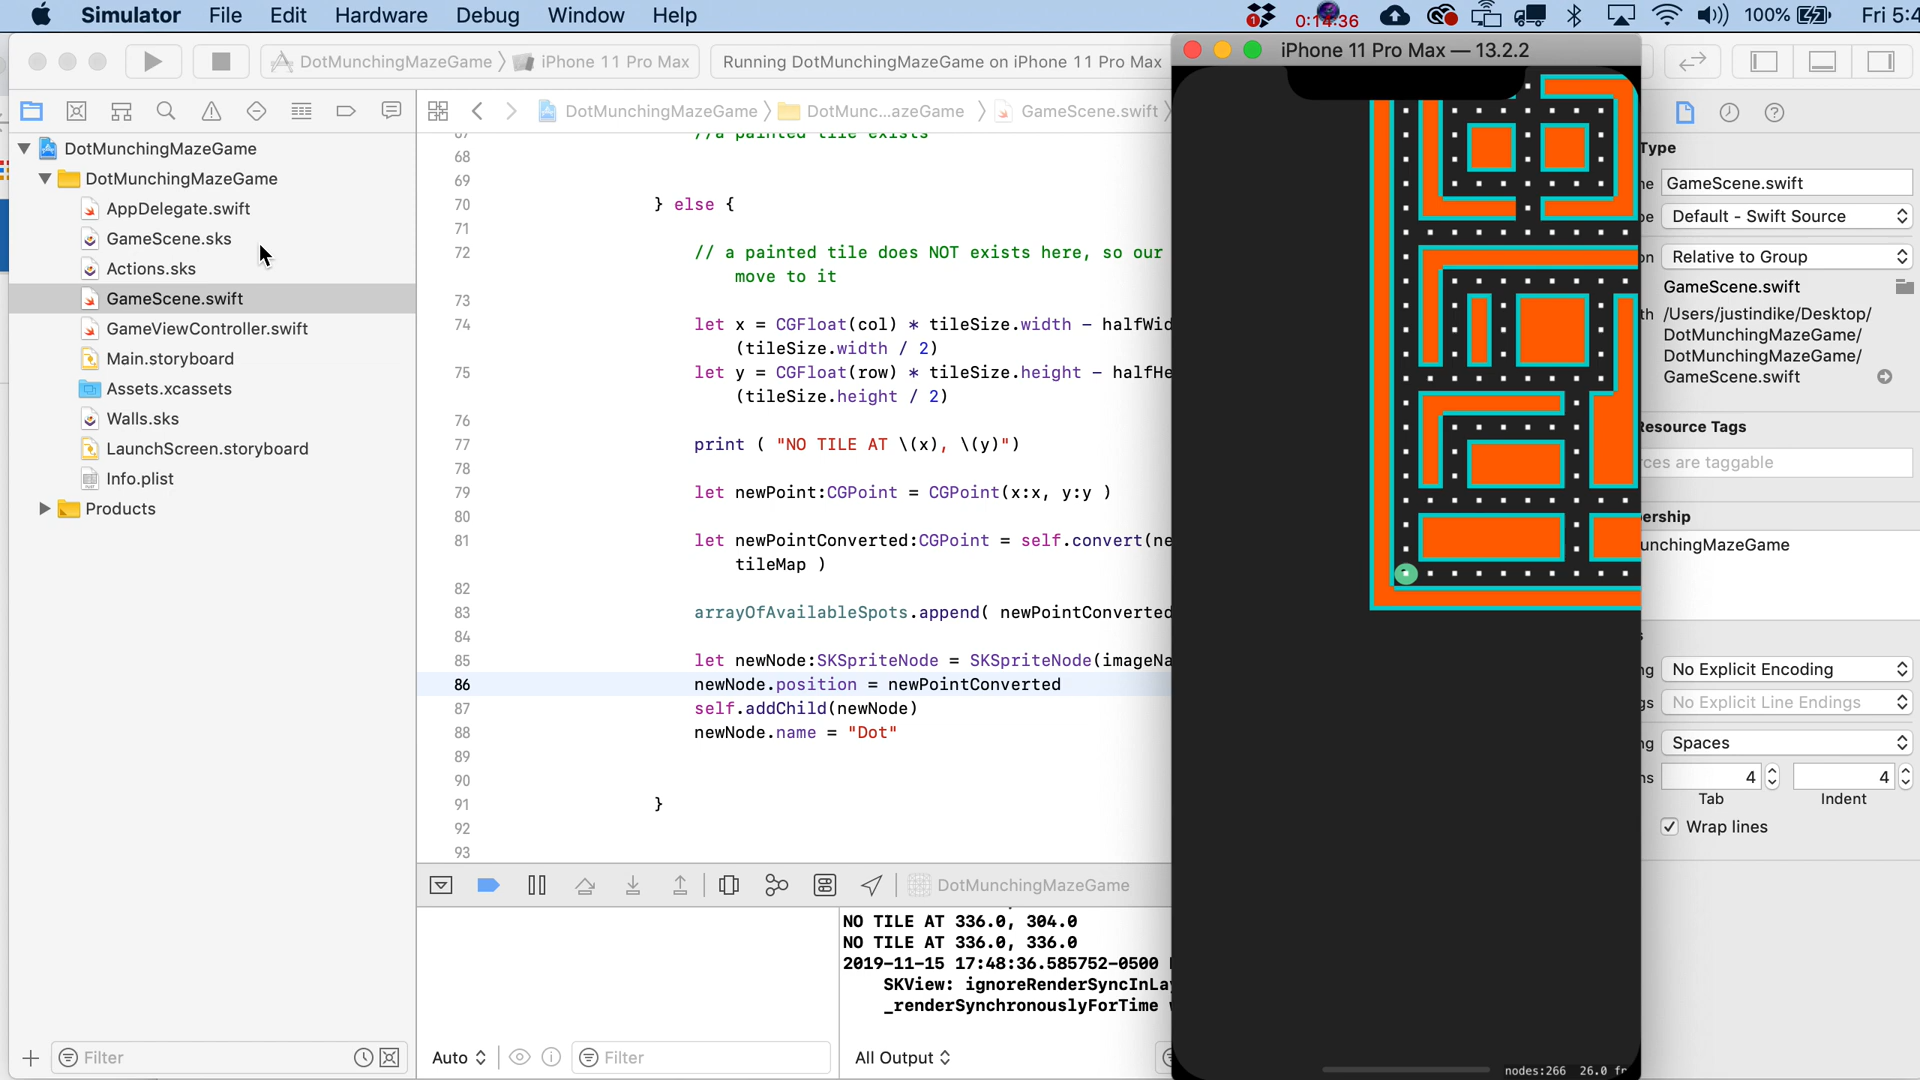 Simulator File Edit Hardware Debug Window Help
0:14:36
100%
Fri 5:4
DotMunchingMazeGame
iPhone 11 Pro Max
Running DotMunchingMazeGame on iPhone 11 Pro Max
iPhone 11 Pro Max — 13.2.2
DotMunchingMazeGame
DotMunc...azeGame
GameScene.swift
DotMunchingMazeGame
DotMunchingMazeGame
AppDelegate.swift
GameScene.sks
Actions.sks
GameScene.swift
GameViewController.swift
Main.storyboard
Assets.xcassets
Walls.sks
LaunchScreen.storyboard
Info.plist
Products
Filter
67 //a painted tile exists
68
69
70 } else {
71
72 // a painted tile does NOT exists here, so our
move to it
73
74 let x = CGFloat(col) * tileSize.width - halfWid
(tileSize.width / 2)
75 let y = CGFloat(row) * tileSize.height - halfHe
(tileSize.height / 2)
76
77 print ( "NO TILE AT \(x), \(y)")
78
79 let newPoint:CGPoint = CGPoint(x:x, y:y )
80
81 let newPointConverted:CGPoint = self.convert(ne
tileMap )
82
83 arrayOfAvailableSpots.append( newPointConverted
84
85 let newNode:SKSpriteNode = SKSpriteNode(imageNa
86 newNode.position = newPointConverted
87 self.addChild(newNode)
88 newNode.name = "Dot"
89
90
91 }
92
93
DotMunchingMazeGame
NO TILE AT 336.0, 304.0
NO TILE AT 336.0, 336.0
2019-11-15 17:48:36.585752-0500
SKView: ignoreRenderSyncInLay
_renderSynchronouslyForTime
Auto
Filter
All Output
nodes:266 26.0 fp
Type
GameScene.swift
Default - Swift Source
Relative to Group
GameScene.swift
/Users/justindike/Desktop/
DotMunchingMazeGame/
DotMunchingMazeGame/
GameScene.swift
Resource Tags
rces are taggable
ership
unchingMazeGame
No Explicit Encoding
No Explicit Line Endings
Spaces
4 4
Tab Indent
Wrap lines